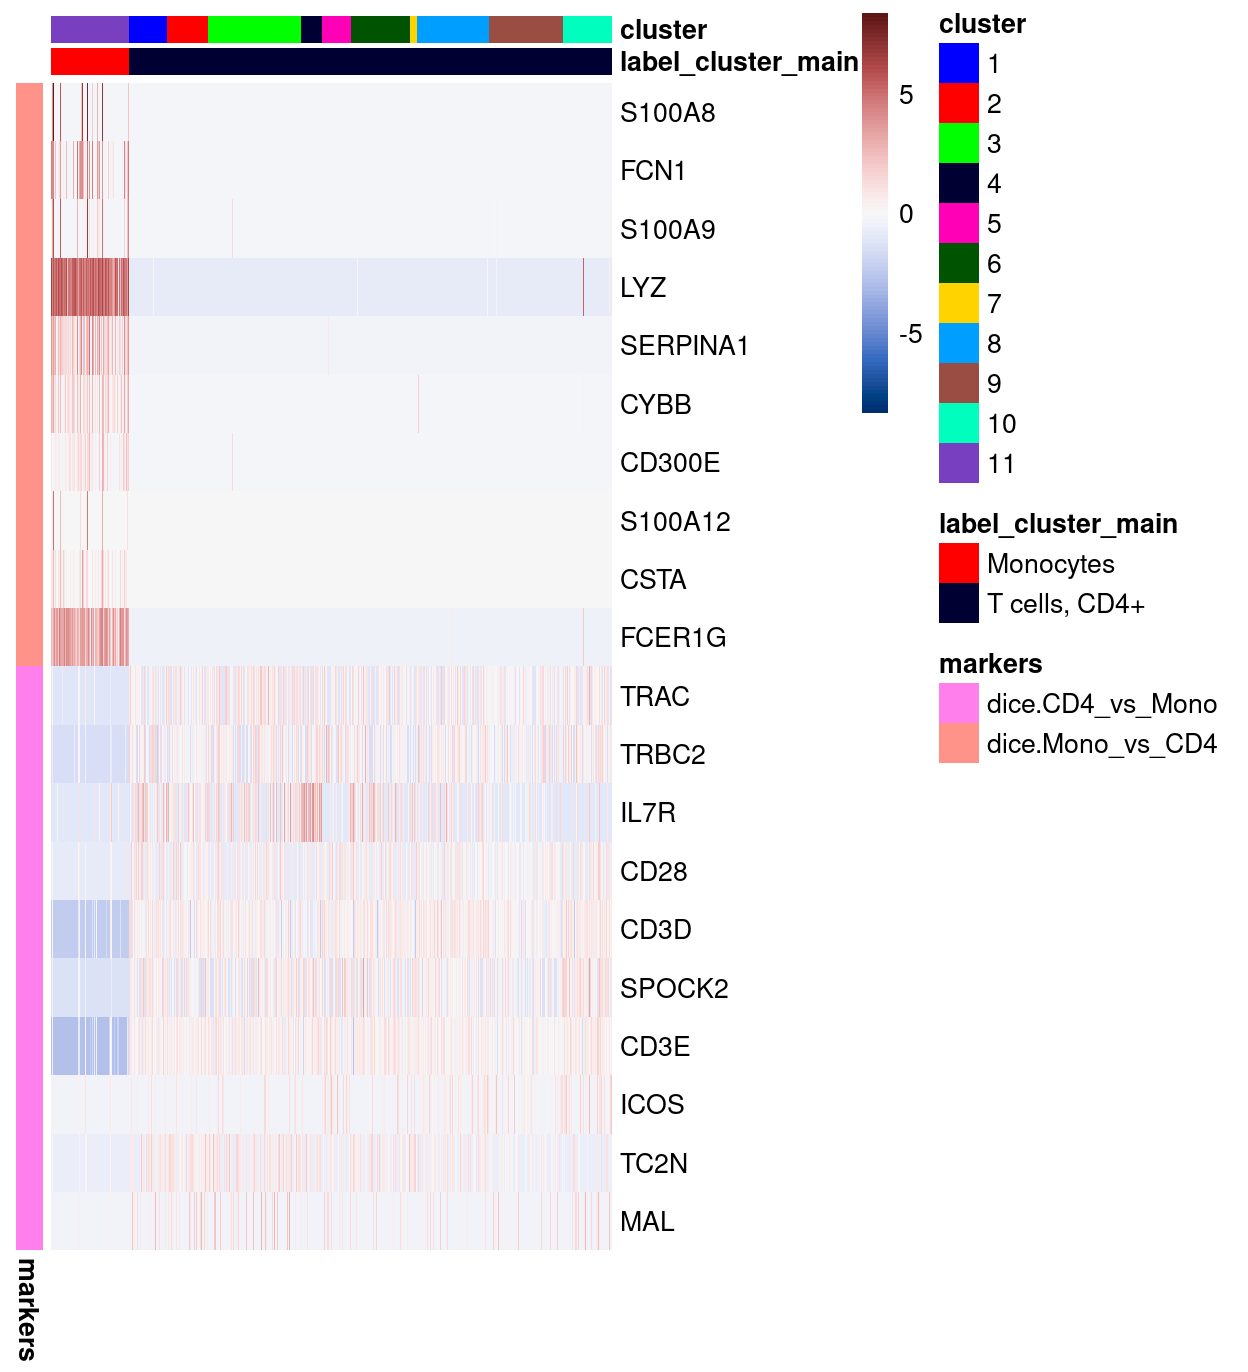 cluster
label_cluster_main
S100A8
FCN1
S100A9
LYZ
SERPINA1
CYBB
CD300E
S100A12
CSTA
FCER1G
TRAC
TRBC2
IL7R
CD28
CD3D
SPOCK2
CD3E
ICOS
TC2N
MAL
markers
5
0
-5
cluster
1
2
3
4
5
6
7
8
9
10
11
label_cluster_main
Monocytes
T cells, CD4+
markers
dice.CD4_vs_Mono
dice.Mono_vs_CD4